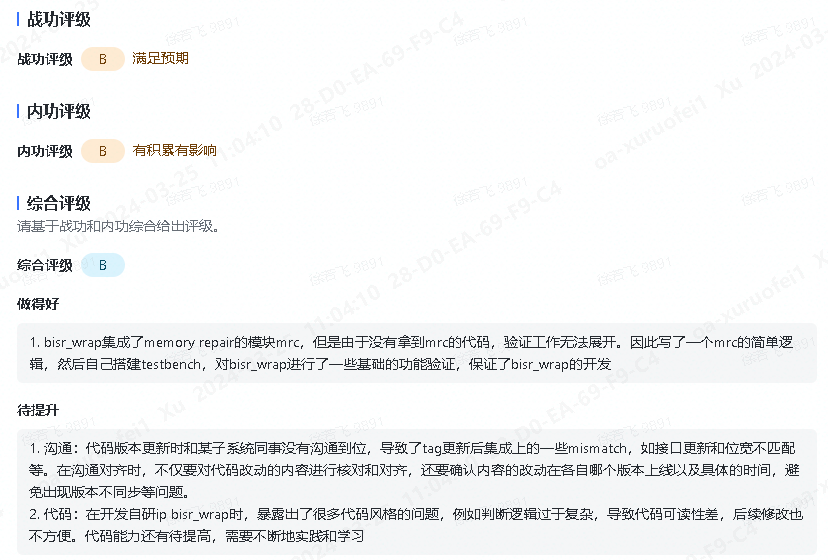 战功评级
战功评级 B 满足预期
内功评级
内功评级 B 有积累有影响
综合评级
请基于战功和内功综合给出评级。
综合评级 B
做得好
1. bisr_wrap集成了memory repair的模块mrc，但是由于没有拿到mrc的代码，验证工作无法展开。因此写了一个mrc的简单逻
辑，然后自己搭建testbench，对bisr_wrap进行了一些基础的功能验证，保证了bisr_wrap的开发
待提升
1. 沟通：代码版本更新时和某子系统同事没有沟通到位，导致了tag更新后集成上的一些mismatch，如接口更新和位宽不匹配
等。在沟通对齐时，不仅要对代码改动的内容进行核对和对齐，还要确认内容的改动在各自哪个版本上线以及具体的时间，避
免出现版本不同步等问题。
2. 代码：在开发自研ip bisr_wrap时，暴露出了很多代码风格的问题，例如判断逻辑过于复杂，导致代码可读性差，后续修改也
不方便。代码能力还有待提高，需要不断地实践和学习
oa-xuruofei1 Xu 2024-03-25 11:04:10 28-D0-EA-69-F9-C4